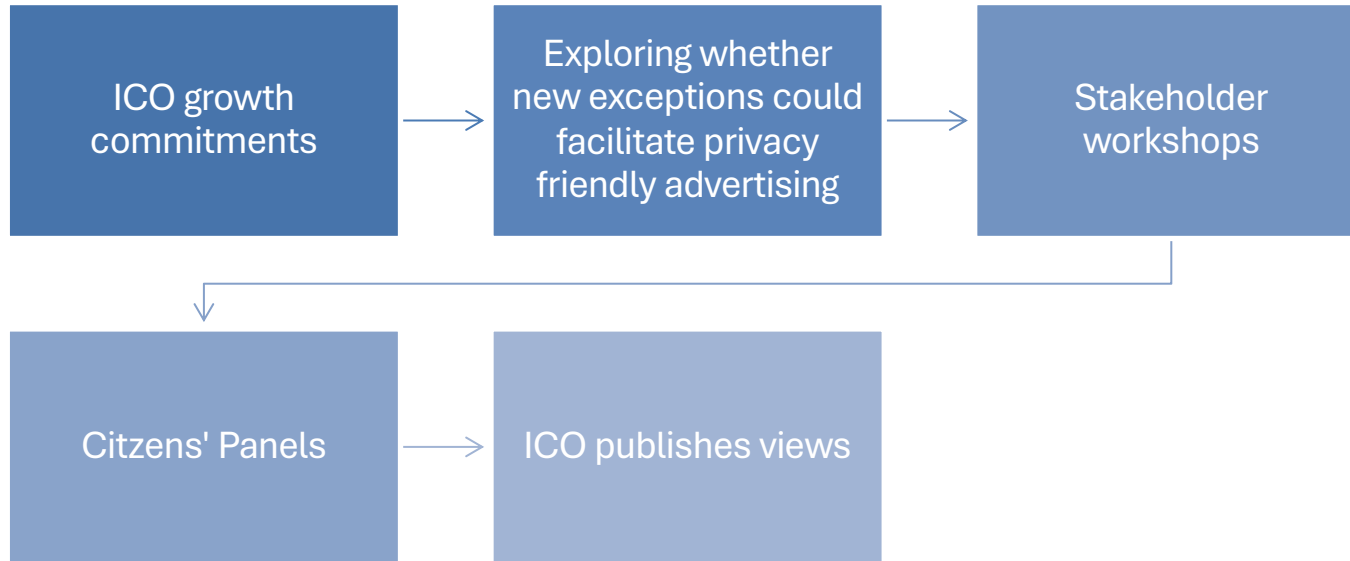 ICO growth
commitments
Exploring whether
new exceptions could
facilitate privacy
friendly advertising
Stakeholder
workshops
Citzens' Panels
ICO publishes views